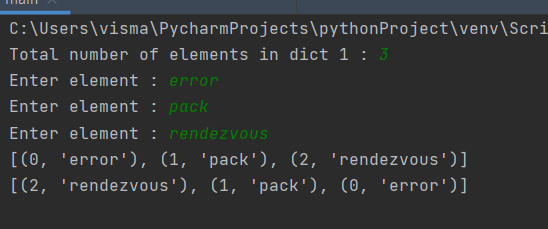 main
C:\Users\visma\PycharmProjects\pythonProject\venv\Scri
Total number of elements in dict 1 : 3
Enter element : error
Enter element : pack
Enter element : rendezvous
[(0, 'error'), (1, 'pack'), (2, 'rendezvous')]
[(2, 'rendezvous'), (1, 'pack'), (0, 'error')]